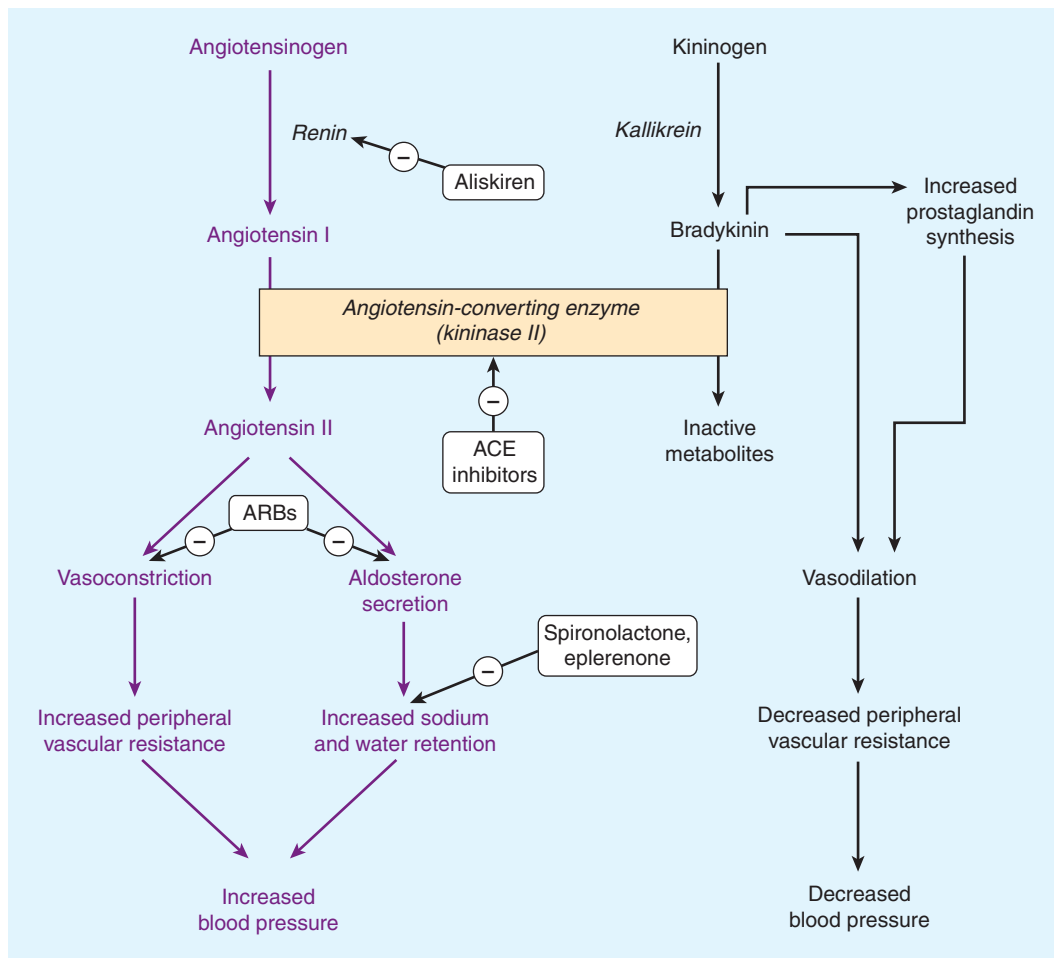 Angiotensinogen
Kininogen
Renin
Kallikrein
–
Aliskiren
Increased
prostaglandin
synthesis
Angiotensin I
Bradykinin
Angiotensin-converting enzyme
(kininase II)
–
Angiotensin II
ACE
inhibitors
Inactive
metabolites
ARBs
–
–
Vasoconstriction
Aldosterone
secretion
Vasodilation
Spironolactone,
eplerenone
–
Increased peripheral
vascular resistance
Increased sodium
and water retention
Decreased peripheral
vascular resistance
Increased
blood pressure
Decreased
blood pressure